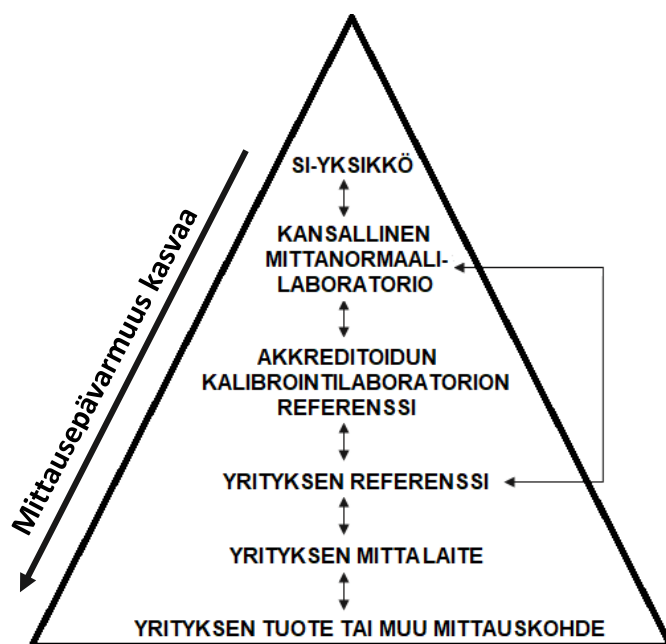 SI-YKSIKKÖ
KANSALLINEN
MITTANORMAALI-
LABORATORIO
AKKREDITOIDUN
KALIBROINTILABORATORION
REFERENSSI
YRITYKSEN REFERENSSI
YRITYKSEN MITTALAITE
YRITYKSEN TUOTE TAI MUU MITTAUSKOHDE
Mittausepävarmuus kasvaa